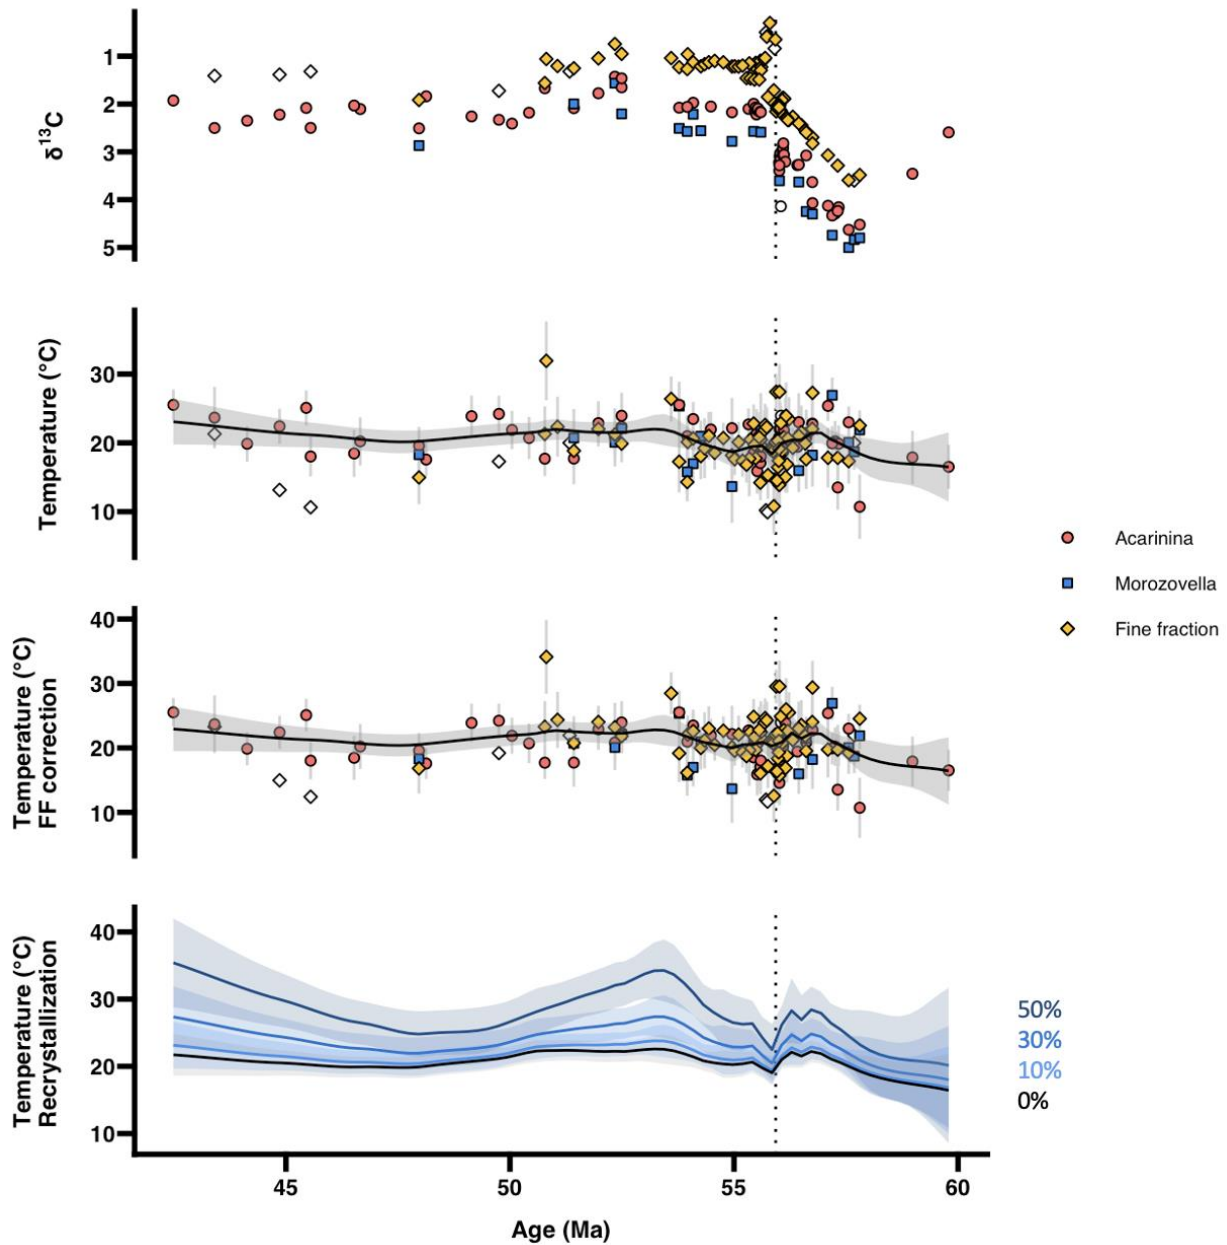 δ¹³C
1
2
3
4
5
Temperature (°C)
30
20
10
Temperature (°C)
FF correction
40
30
20
10
Temperature (°C)
Recrystallization
40
30
20
10
45
50
55
60
Age (Ma)
Acarinina
Morozovella
Fine fraction
50%
30%
10%
0%